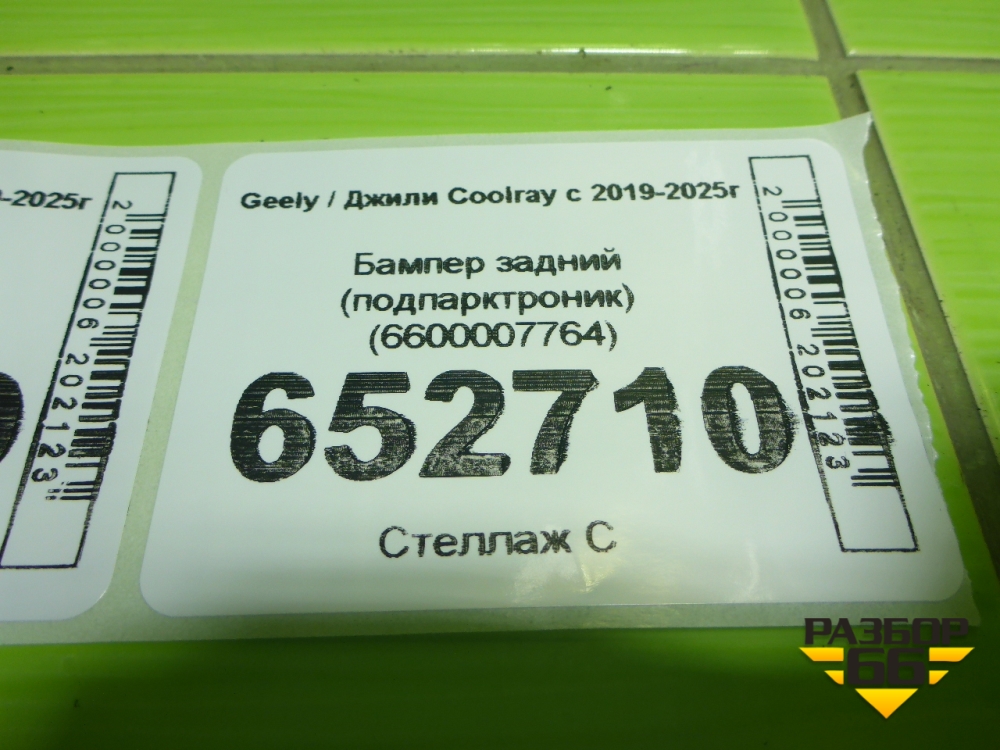 -2025г
2000006202123
Geely / Джили Coolray с 2019-2025г
Бампер задний
(подпарктроник)
(6600007764)
652710
Стеллаж С
2000006202123
РАЗБОР
66